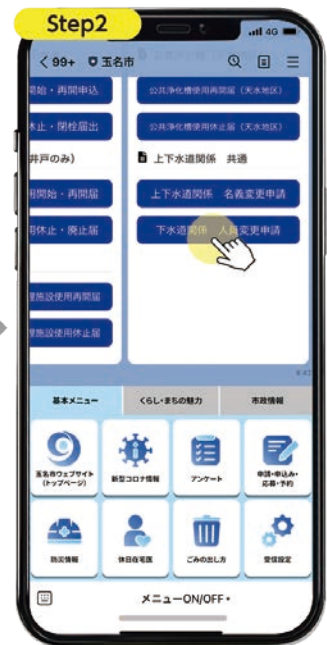 Step2
4G
99+ 玉名市
開始・再開申込
公共浄化槽使用再開届（天水地区）
休止・閉栓届出
公共浄化槽使用休止届（天水地区）
井戸のみ）
上下水道関係 共通
用開始・再開届
上下水道関係 名義変更申請
用休止・廃止届
下水道関係 人員変更申請
理施設使用再開届
理施設使用休止届
基本メニュー
くらし・まちの魅力
市政情報
玉名市ウェブサイト
（トップページ）
新型コロナ情報
アンケート
申請・申込み・
応募・予約
防災情報
休日在宅医
ごみの出し方
受信設定
メニューON/OFF